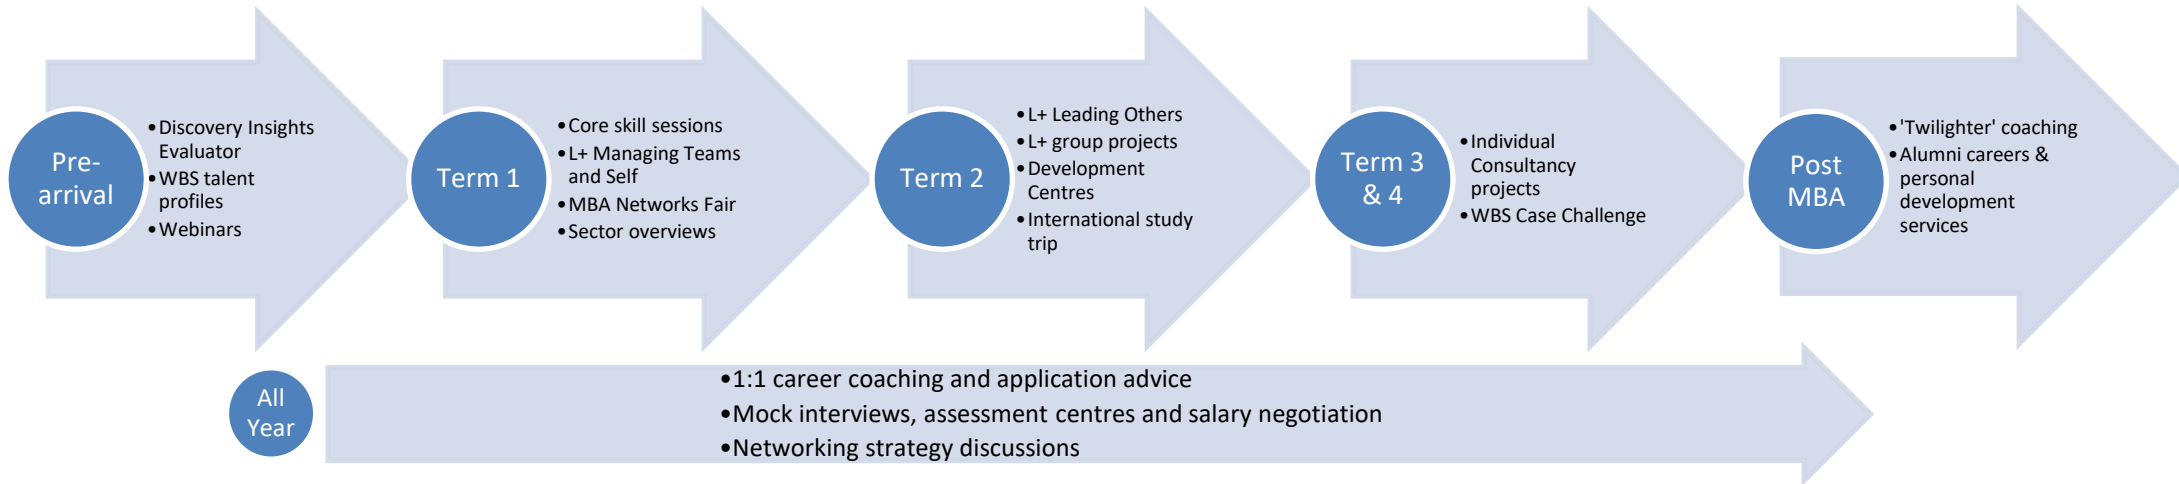 Pre-
arrival
•Discovery Insights
Evaluator
•WBS talent
profiles
•Webinars
Term 1
•Core skill sessions
•L+ Managing Teams
and Self
•MBA Networks Fair
•Sector overviews
Term 2
•L+ Leading Others
•L+ group projects
•Development
Centres
•International study
trip
Term 3
& 4
•Individual
Consultancy
projects
•WBS Case Challenge
Post
MBA
•'Twilighter' coaching
•Alumni careers &
personal
development
services
All
Year
•1:1 career coaching and application advice
•Mock interviews, assessment centres and salary negotiation
•Networking strategy discussions